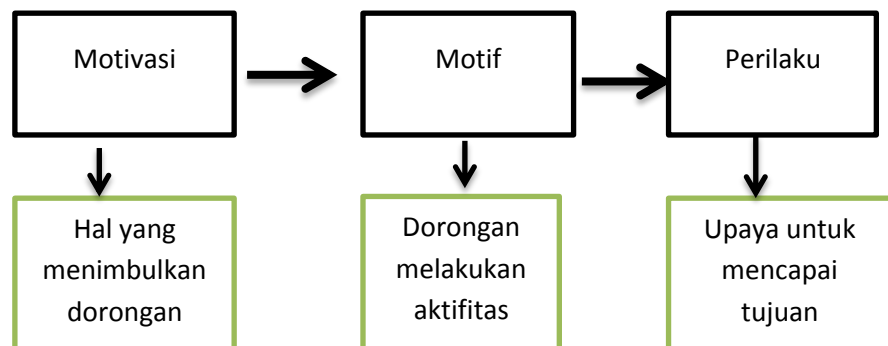 Motivasi
Motif
Perilaku
Hal yang
menimbulkan
dorongan
Dorongan
melakukan
aktifitas
Upaya untuk
mencapai
tujuan